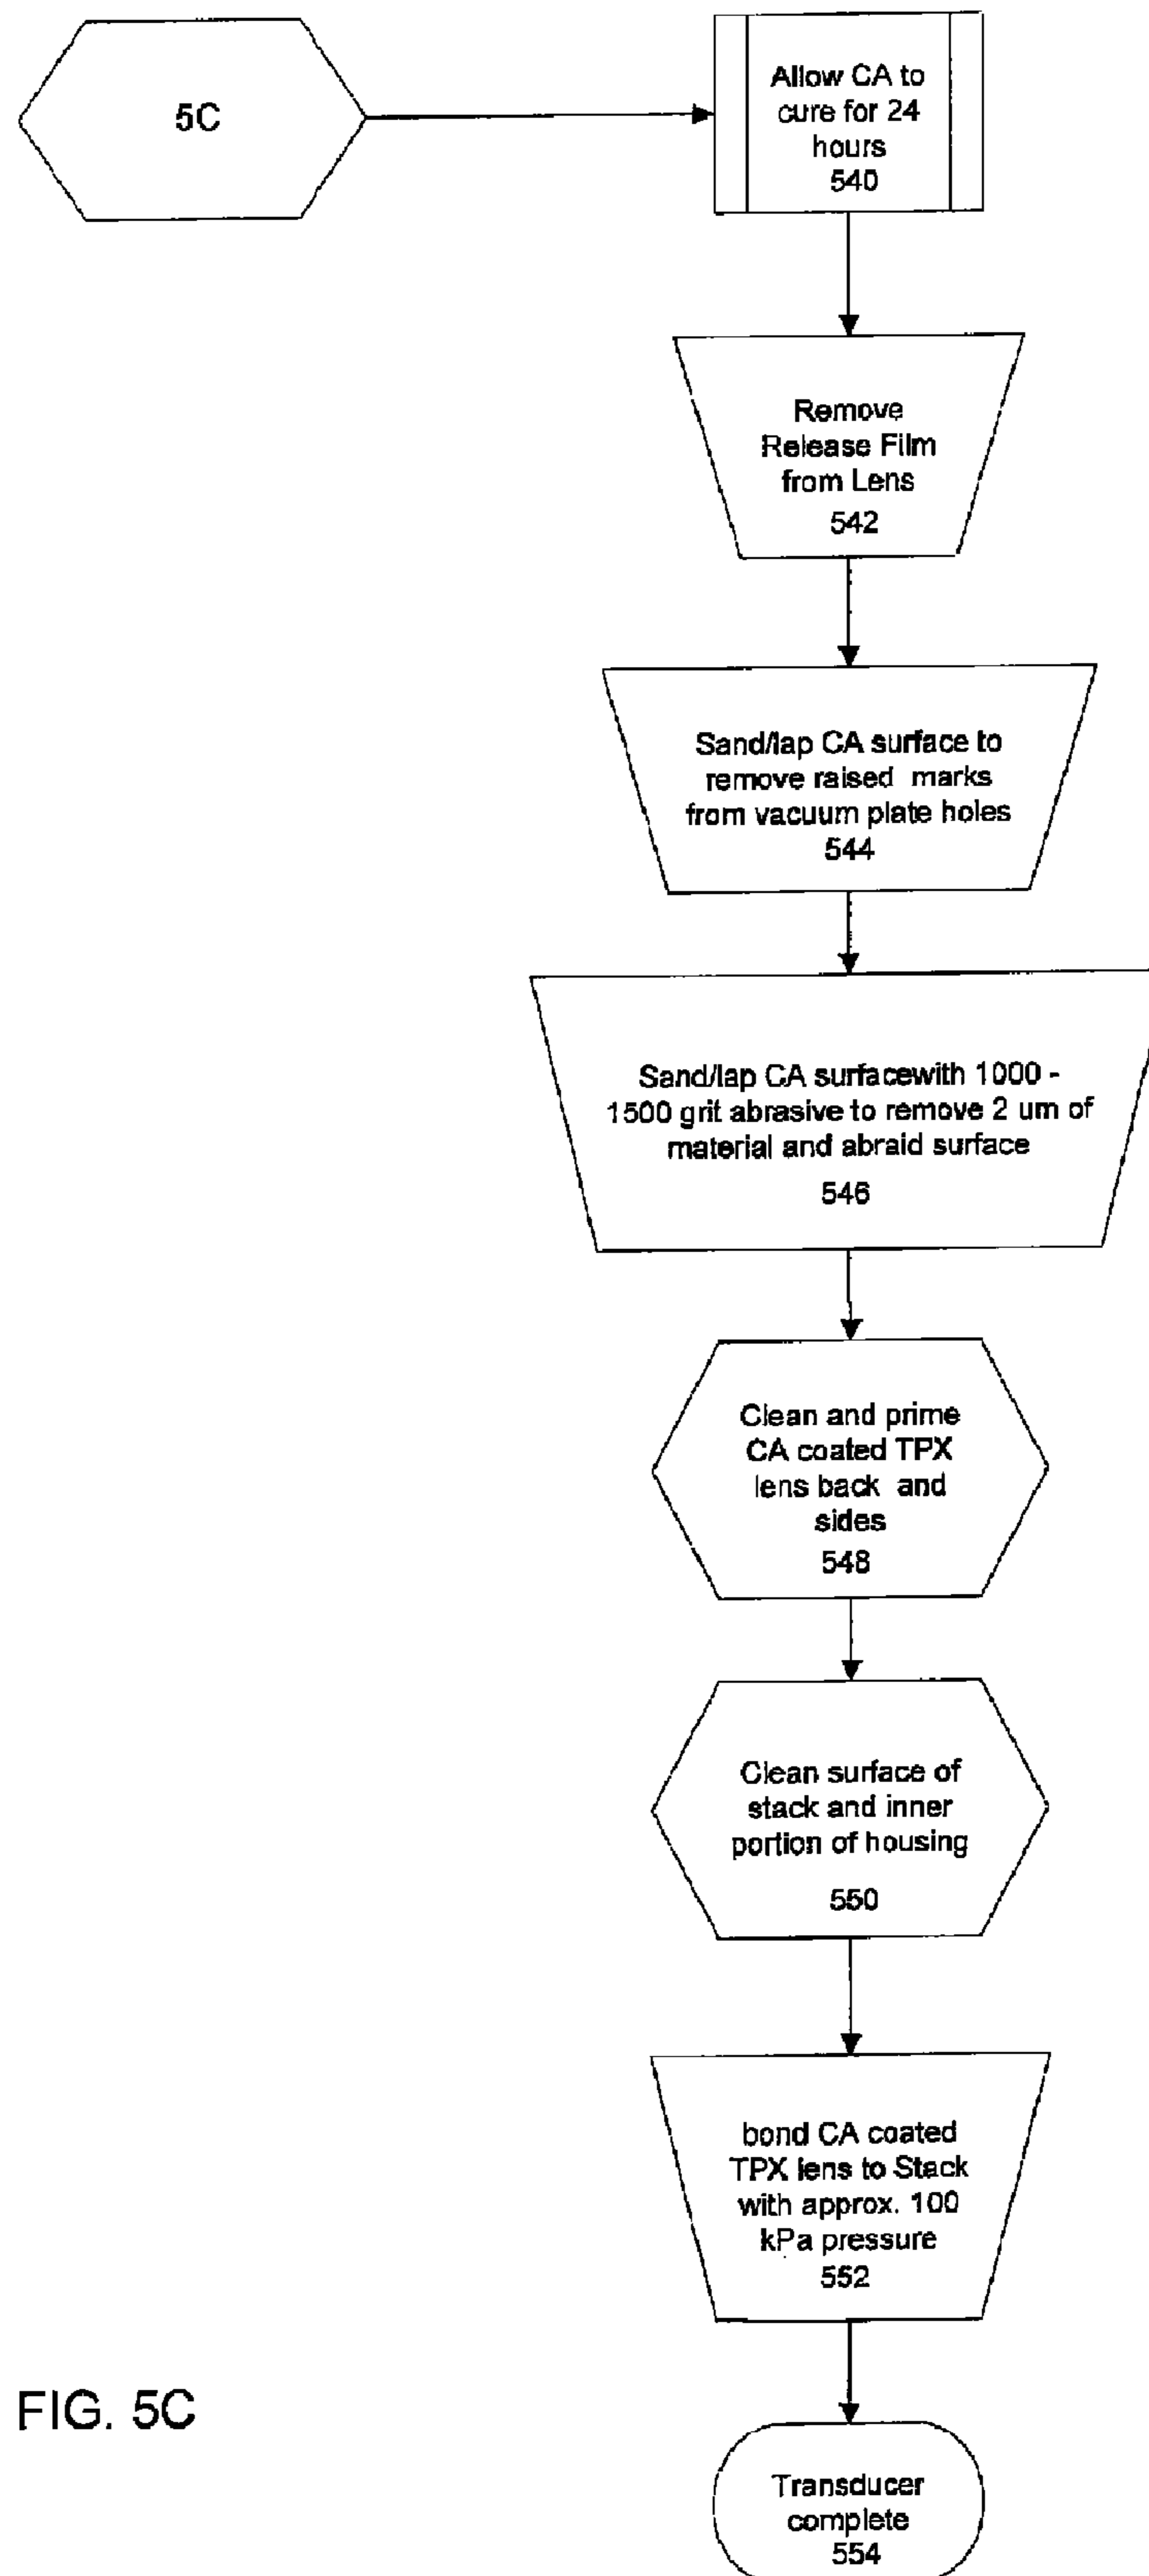 5C
Allow CA to
cure for 24
hours
540
Remove
Release Film
from Lens
542
Sand/lap CA surface to
remove raised marks
from vacuum plate holes
544
Sand/lap CA surfacewith 1000 -
1500 grit abrasive to remove 2 um of
material and abraid surface
546
Clean and prime
CA coated TPX
lens back and
sides
548
Clean surface of
stack and inner
portion of housing
550
bond CA coated
TPX lens to Stack
with approx. 100
kPa pressure
552
FIG. 5C
Transducer
complete
554